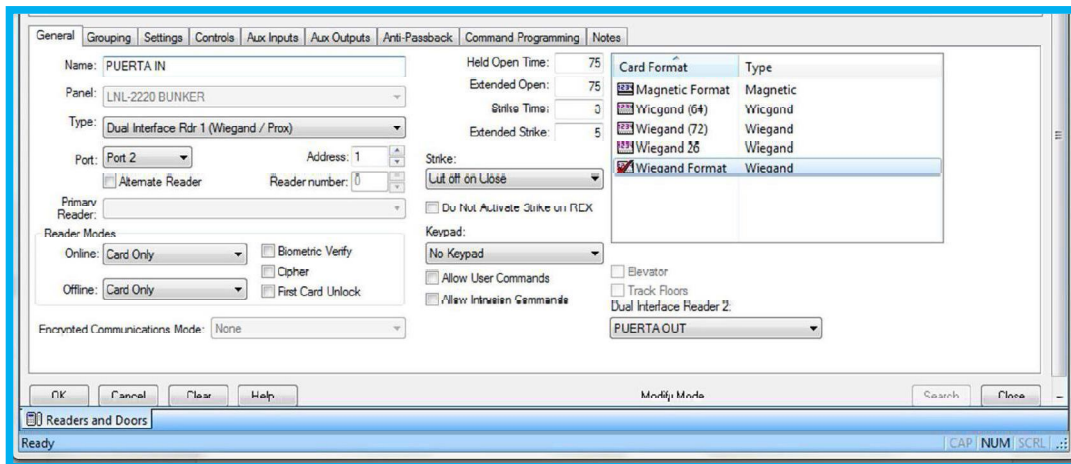 General Grouping Settings Controls Aux Inputs Aux Outputs Anti-Passback Command Programming Notes
Name: PUERTA IN
Panel: LNL-2220 BUNKER
Type: Dual Interface Rdr 1 (Wiegand / Prox)
Port: Port 2 Address: 1
Alternate Reader Reader number: 0
Primary Reader:
Reader Modes
Online: Card Only Biometric Verify
Cipher
Offline: Card Only First Card Unlock
Encrypted Communications Mode: None
Held Open Time: 75
Extended Open: 75
Strike Time:
Extended Strike: 5
Strike:
Cut off on Close
Do Not Activate Strike on REX
Keypad:
No Keypad
Allow User Commands
Allow Intrusion Commands
Card Format Type
Magnetic Format Magnetic
Wiegand (64) Wiegand
Wiegand (72) Wiegand
Wiegand 26 Wiegand
Wiegand Format Wiegand
Elevator
Track Floors
Dual Interface Reader 2:
PUERTA OUT
OK Cancel Clear Help Modify Mode Search Close
Readers and Doors
Ready CAP NUM SCRL